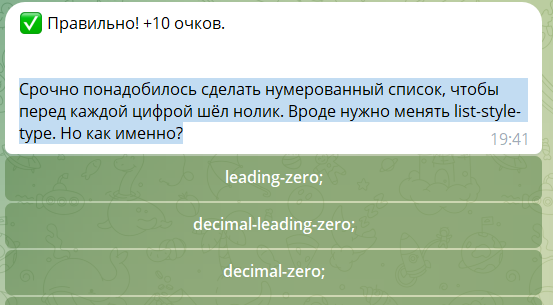 ✅ Правильно! +10 очков.
Срочно понадобилось сделать нумерованный список, чтобы
перед каждой цифрой шёл нолик. Вроде нужно менять list-style-
type. Но как именно?
19:41
leading-zero;
decimal-leading-zero;
decimal-zero;